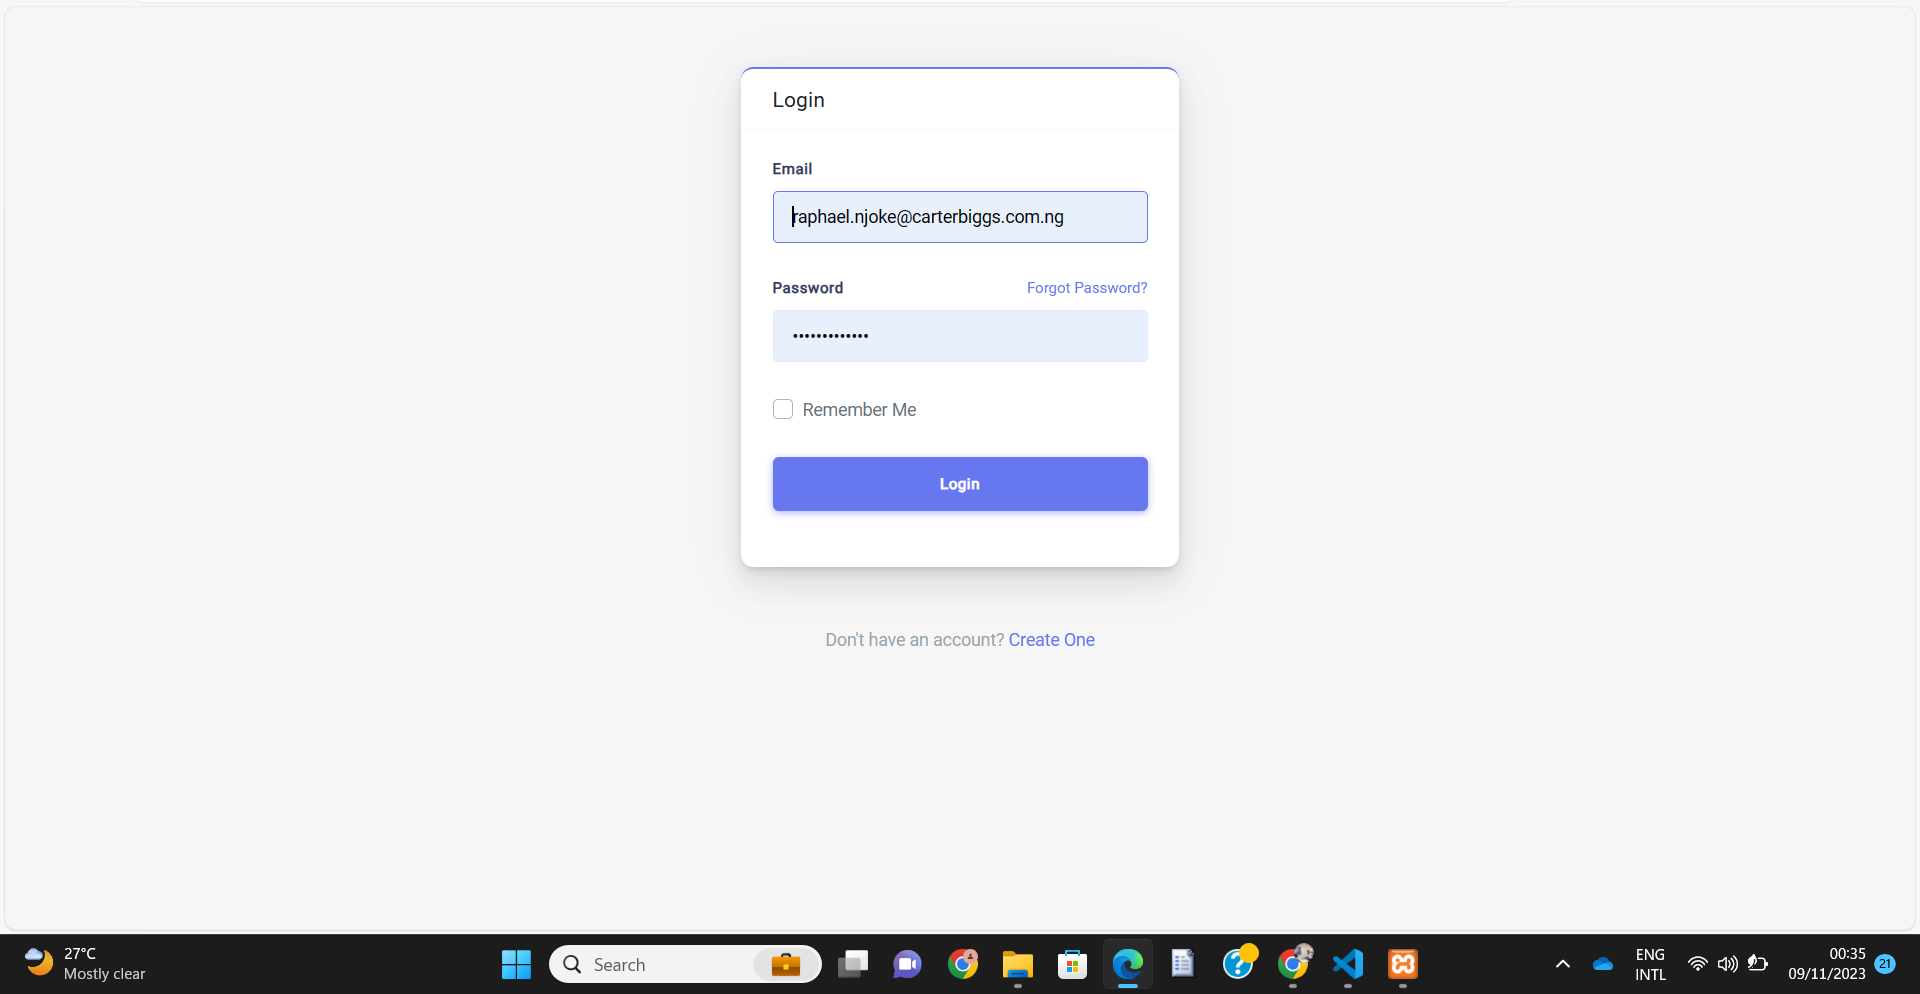 Login
Email
raphael.njoke@carterbiggs.com.ng
Password Forgot Password?
•••••••••••••
Remember Me
Login
Don't have an account? Create One
27°C
Mostly clear
Search
ENG
INTL
00:35
09/11/2023
21